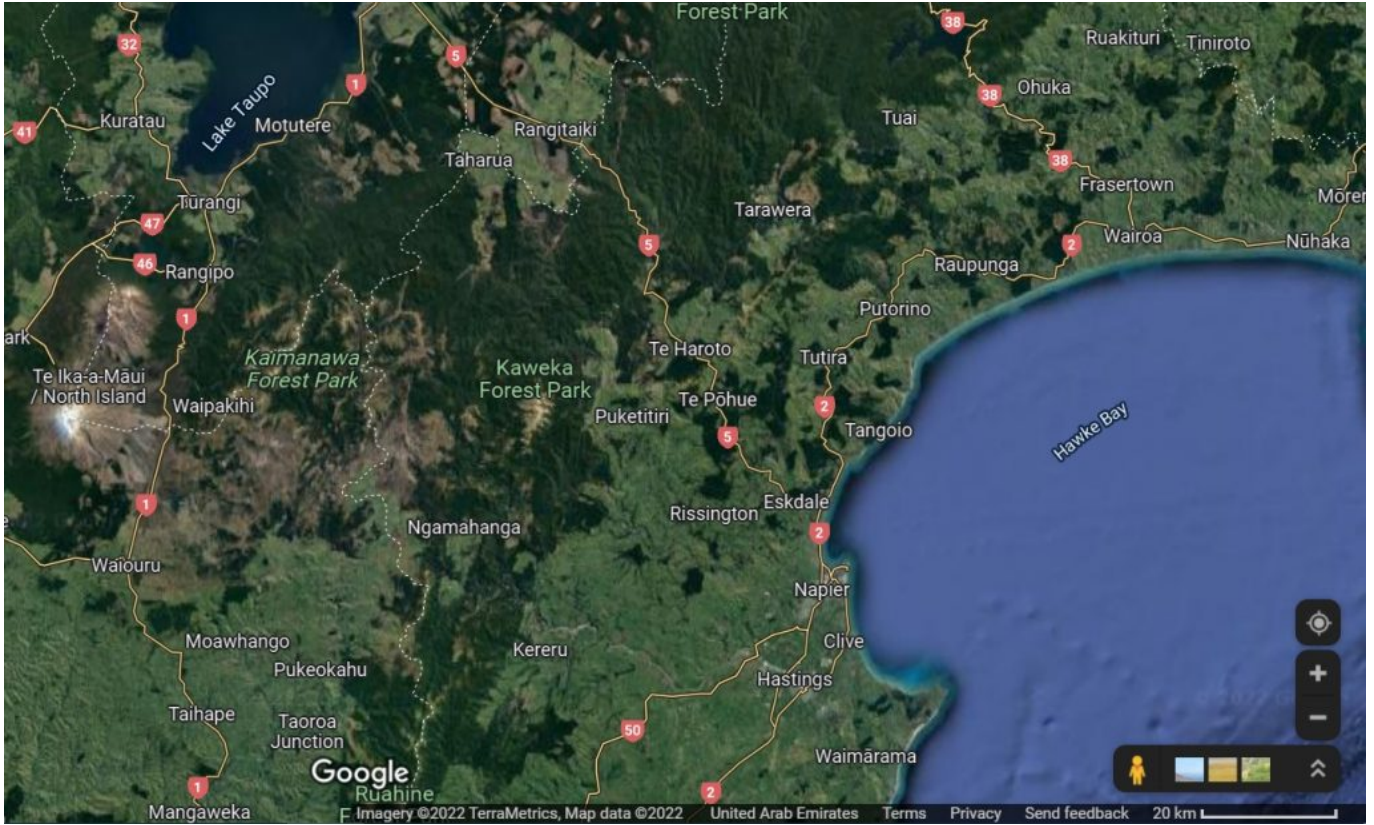 Forest Park
38
32
5
Ruakituri
Tiniroto
1
38
Ohuka
Lake Taupo
41
Kuratau
Motutere
Rangitaiki
Tuai
Taharua
38
Frasertown
Tūrangi
Tarawera
Mōrer
47
5
2
Wairoa
Nūhaka
46
Rangipo
Raupunga
1
Putorino
ark
Kaimanawa
Forest Park
Te Haroto
Tutira
Te Ika-a-Māui
/ North Island
Kaweka
Forest Park
Waipakihi
Puketitiri
Te Pōhue
2
Hawke Bay
5
Tangoio
1
Rissington
Eskdale
e
Ngamahanga
2
Waiouru
Napier
Moawhango
Kereru
Clive
Pukeokahu
Hastings
Taihape
Taoroa
Junction
50
Waimārama
Google
1
Ruahine
2
Mangaweka
F
Imagery ©2022 TerraMetrics, Map data ©2022
United Arab Emirates
Terms
Privacy
Send feedback
20 km